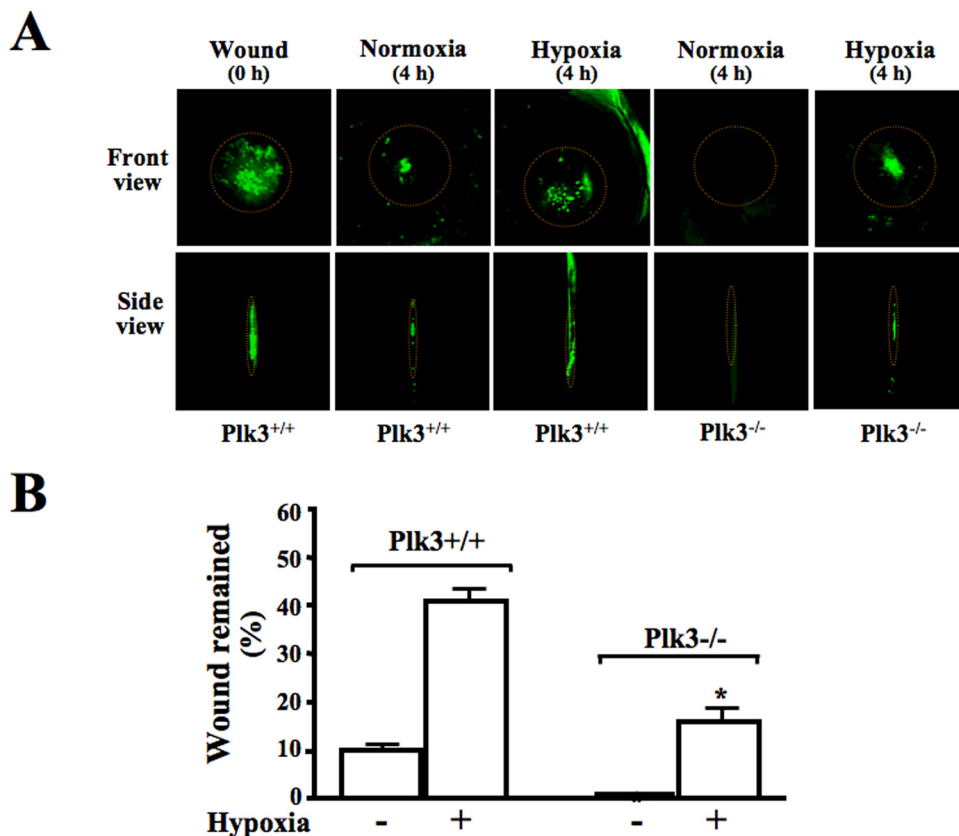 A
Wound Normoxia Hypoxia Normoxia Hypoxia
(0 h) (4 h) (4 h) (4 h) (4 h)
Front
view
Side
view
Plk3+/+ Plk3+/+ Plk3+/+ Plk3-/- Plk3-/-
B
Wound remained
(%)
60
50
40
30
20
10
0
Plk3+/+
Plk3-/-
*
*
Hypoxia - + - +